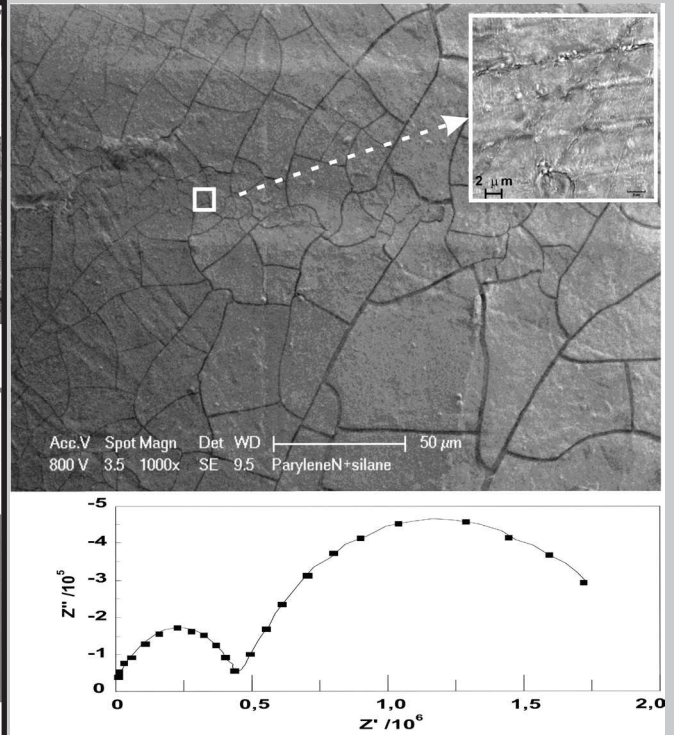 2 μm
Acc.V Spot Magn Det WD 50 μm
800 V 3.5 1000x SE 9.5 ParyleneN+silane
-5
-4
-3
-2
-1
0
Z'' /10⁵
0 0,5 1,0 1,5 2,0
Z' /10⁶